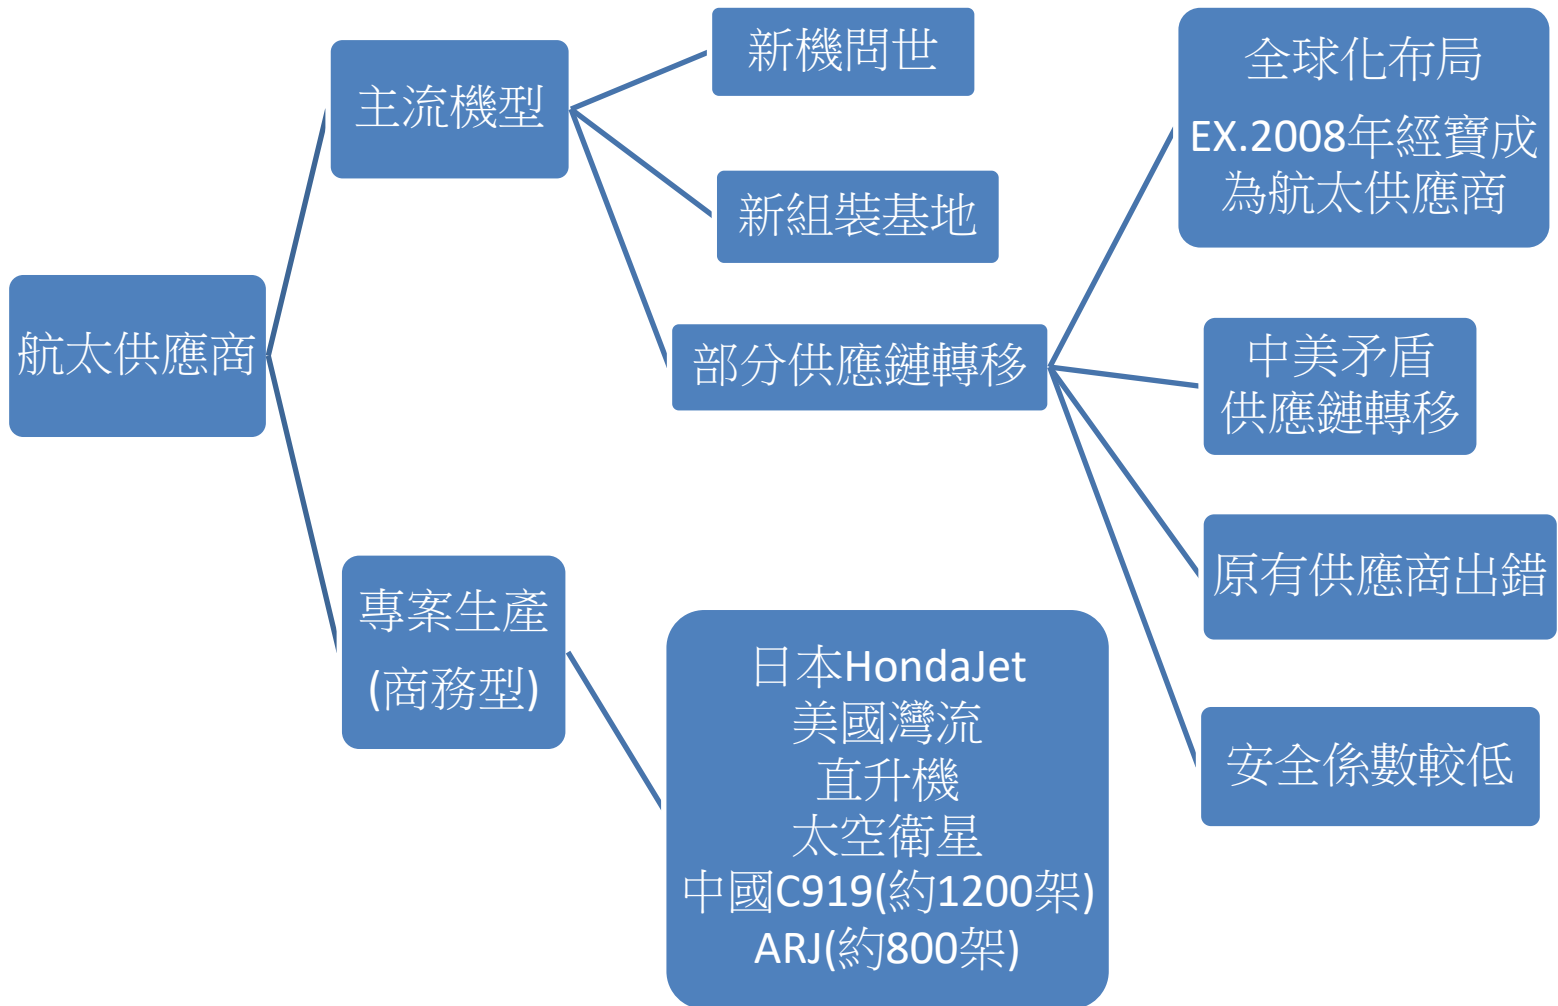 航太供應商
主流機型
新機問世
新組裝基地
部分供應鏈轉移
全球化布局
EX.2008年經寶成
為航太供應商
中美矛盾
供應鏈轉移
原有供應商出錯
安全係數較低
專案生產
(商務型)
日本HondaJet
美國灣流
直升機
太空衛星
中國C919(約1200架)
ARJ(約800架)